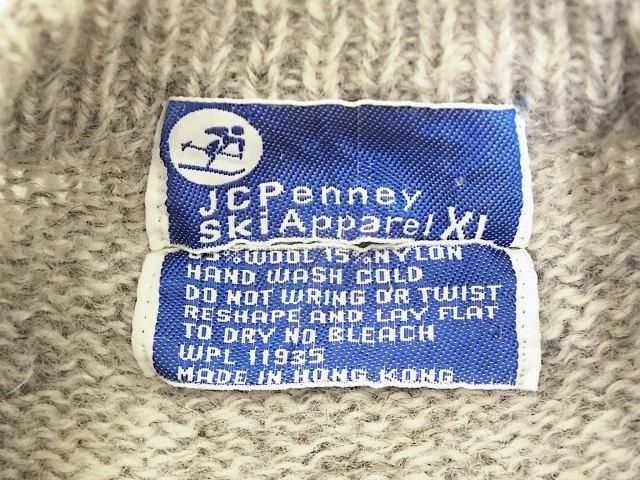 JCPenney
ski Apparel XL
5% WOOL 15% NYLON
HAND WASH COLD
DO NOT WRING OR TWIST
RESHAPE AND LAY FLAT
TO DRY NO BLEACH
WPL 11935
MADE IN HONG KONG